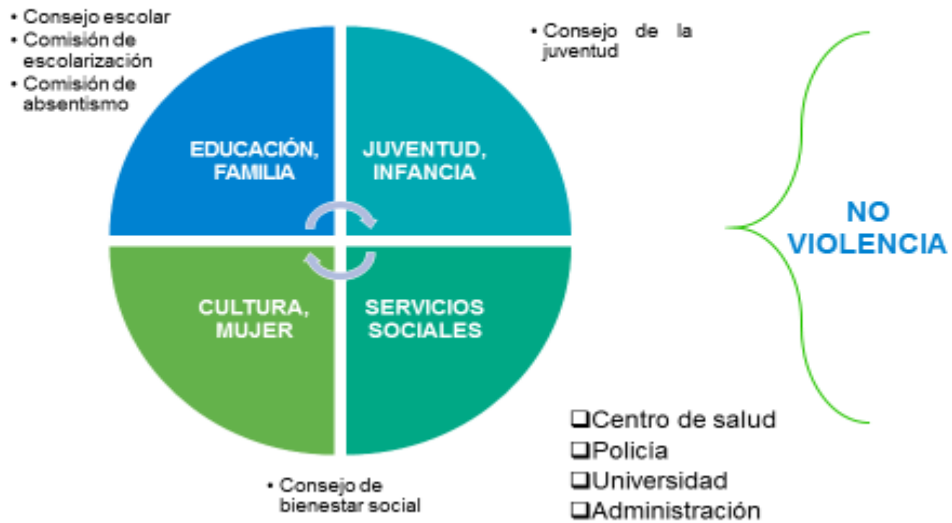 • Consejo escolar
• Comisión de
escolarización
• Comisión de
absentismo
• Consejo de la
juventud
EDUCACIÓN,
FAMILIA
JUVENTUD,
INFANCIA
NO
VIOLENCIA
CULTURA,
MUJER
SERVICIOS
SOCIALES
❑Centro de salud
❑Policía
❑Universidad
❑Administración
• Consejo de
bienestar social